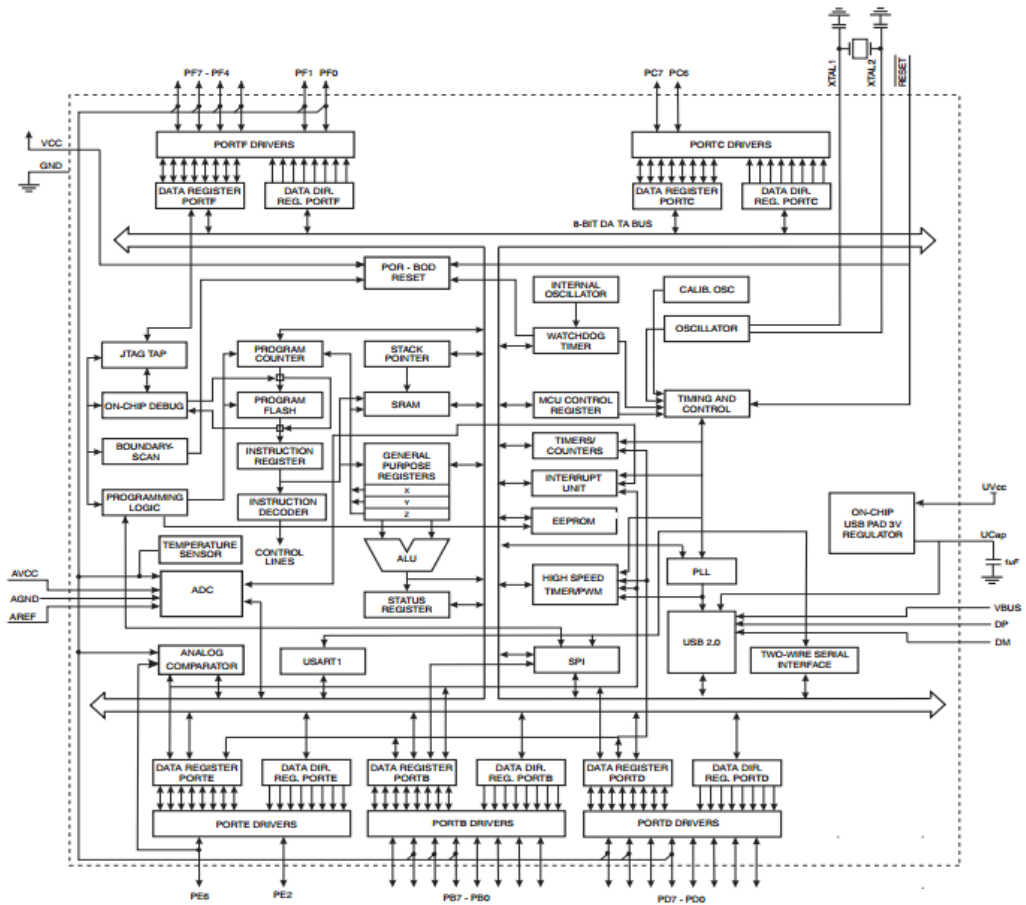 XTAL1
XTAL2
RESET
PF7 - PF4
PF1
PF0
PC7
PC6
VCC
GND
PORTF DRIVERS
PORTC DRIVERS
DATA REGISTER
PORTF
DATA DIR.
REG. PORTF
DATA REGISTER
PORTC
DATA DIR.
REG. PORTC
8-BIT DA TA BUS
POR - BOD
RESET
INTERNAL
OSCILLATOR
CALIB. OSC
WATCHDOG
TIMER
OSCILLATOR
JTAG TAP
PROGRAM
COUNTER
STACK
POINTER
ON-CHIP DEBUG
PROGRAM
FLASH
SRAM
MCU CONTROL
REGISTER
TIMING AND
CONTROL
BOUNDARY-
SCAN
INSTRUCTION
REGISTER
GENERAL
PURPOSE
REGISTERS
X
Y
Z
TIMERS/
COUNTERS
INTERRUPT
UNIT
PROGRAMMING
LOGIC
INSTRUCTION
DECODER
EEPROM
ON-CHIP
USB PAD 3V
REGULATOR
UVcc
UCap
1uF
TEMPERATURE
SENSOR
CONTROL
LINES
ALU
AVCC
AGND
AREF
ADC
STATUS
REGISTER
HIGH SPEED
TIMER/PWM
PLL
VBUS
DP
DM
ANALOG
COMPARATOR
USART1
SPI
USB 2.0
TWO-WIRE SERIAL
INTERFACE
DATA REGISTER
PORTE
DATA DIR.
REG. PORTE
DATA REGISTER
PORTB
DATA DIR.
REG. PORTB
DATA REGISTER
PORTD
DATA DIR.
REG. PORTD
PORTE DRIVERS
PORTB DRIVERS
PORTD DRIVERS
PE6
PE2
PB7 - PB0
PD7 - PD0